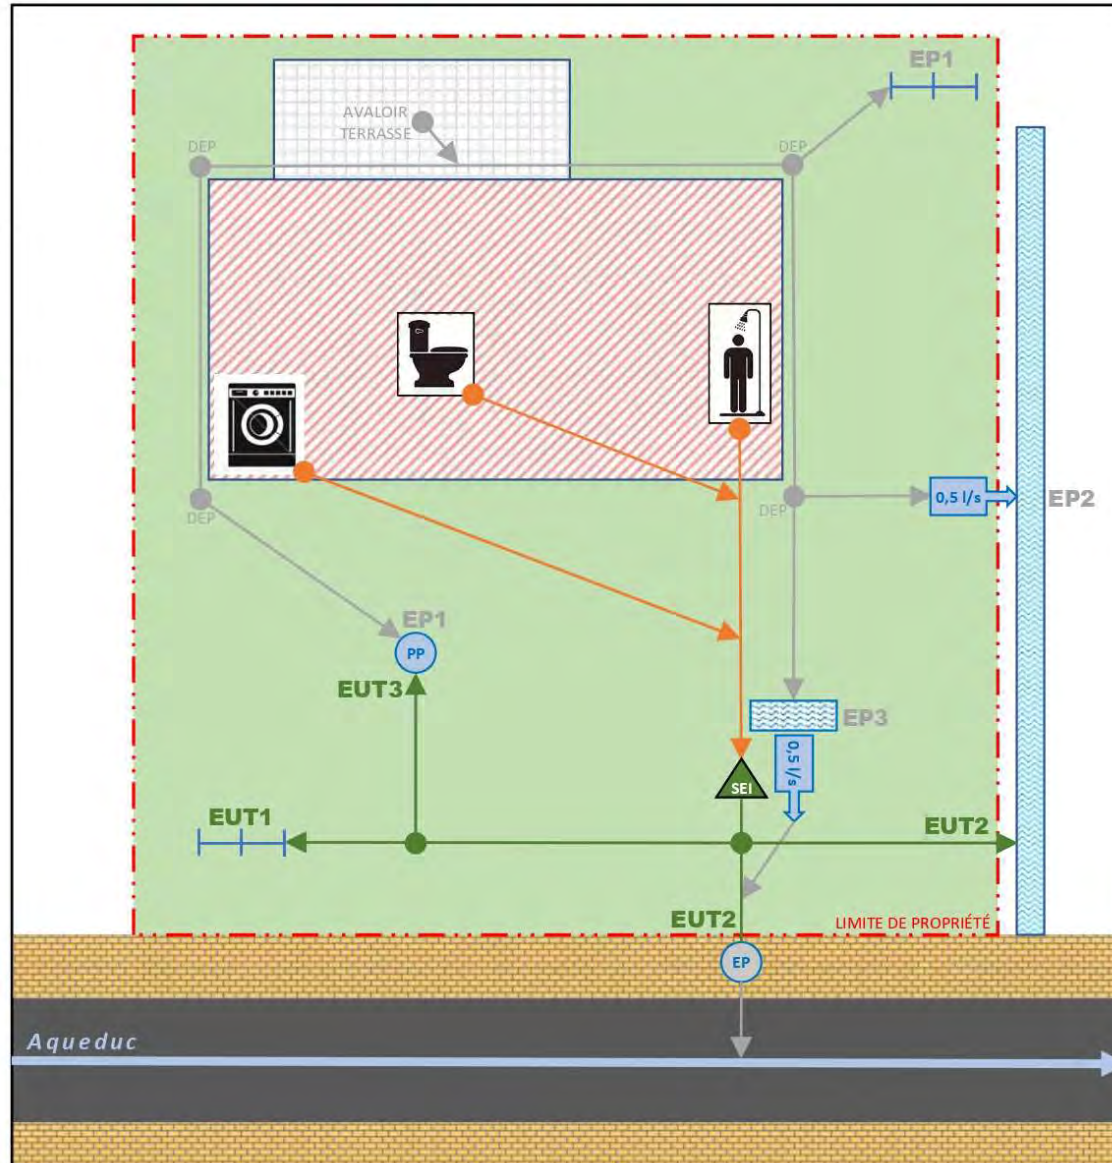 EP1
AVALOIR
TERRASSE
DEP
DEP
0,5 l/s
EP2
DEP
DEP
EP1
PP
EUT3
EP3
0,5 l/s
SEI
EUT1
EUT2
EUT2
LIMITE DE PROPRIÉTÉ
EP
Aqueduc